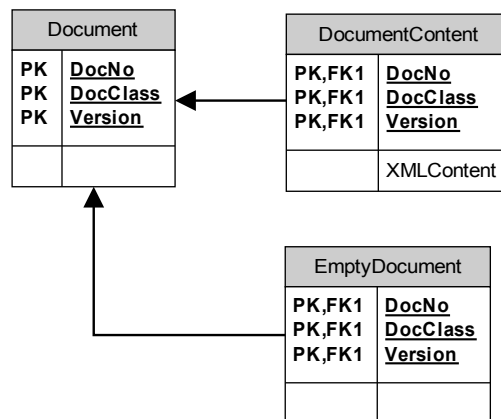 Document
PK DocNo
PK DocClass
PK Version
DocumentContent
PK,FK1 DocNo
PK,FK1 DocClass
PK,FK1 Version
XMLContent
EmptyDocument
PK,FK1 DocNo
PK,FK1 DocClass
PK,FK1 Version